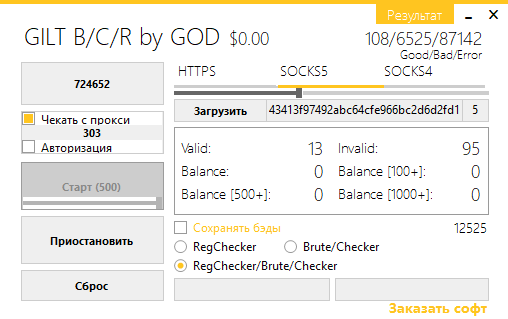 Результат
GILT B/C/R by GOD $0.00 108/6525/87142
Good/Bad/Error
724652
HTTPS SOCKS5 SOCKS4
Чекать с прокси
303
Авторизация
Загрузить 43413f97492abc64cfe966bc2d6d2fd1 5
Старт (500)
Valid: 13 Invalid: 95
Balance: 0 Balance [100+]: 0
Balance [500+]: 0 Balance [1000+]: 0
Приостановить
Сохранять бэды 12525
RegChecker Brute/Checker
RegChecker/Brute/Checker
Сброс
Заказать софт